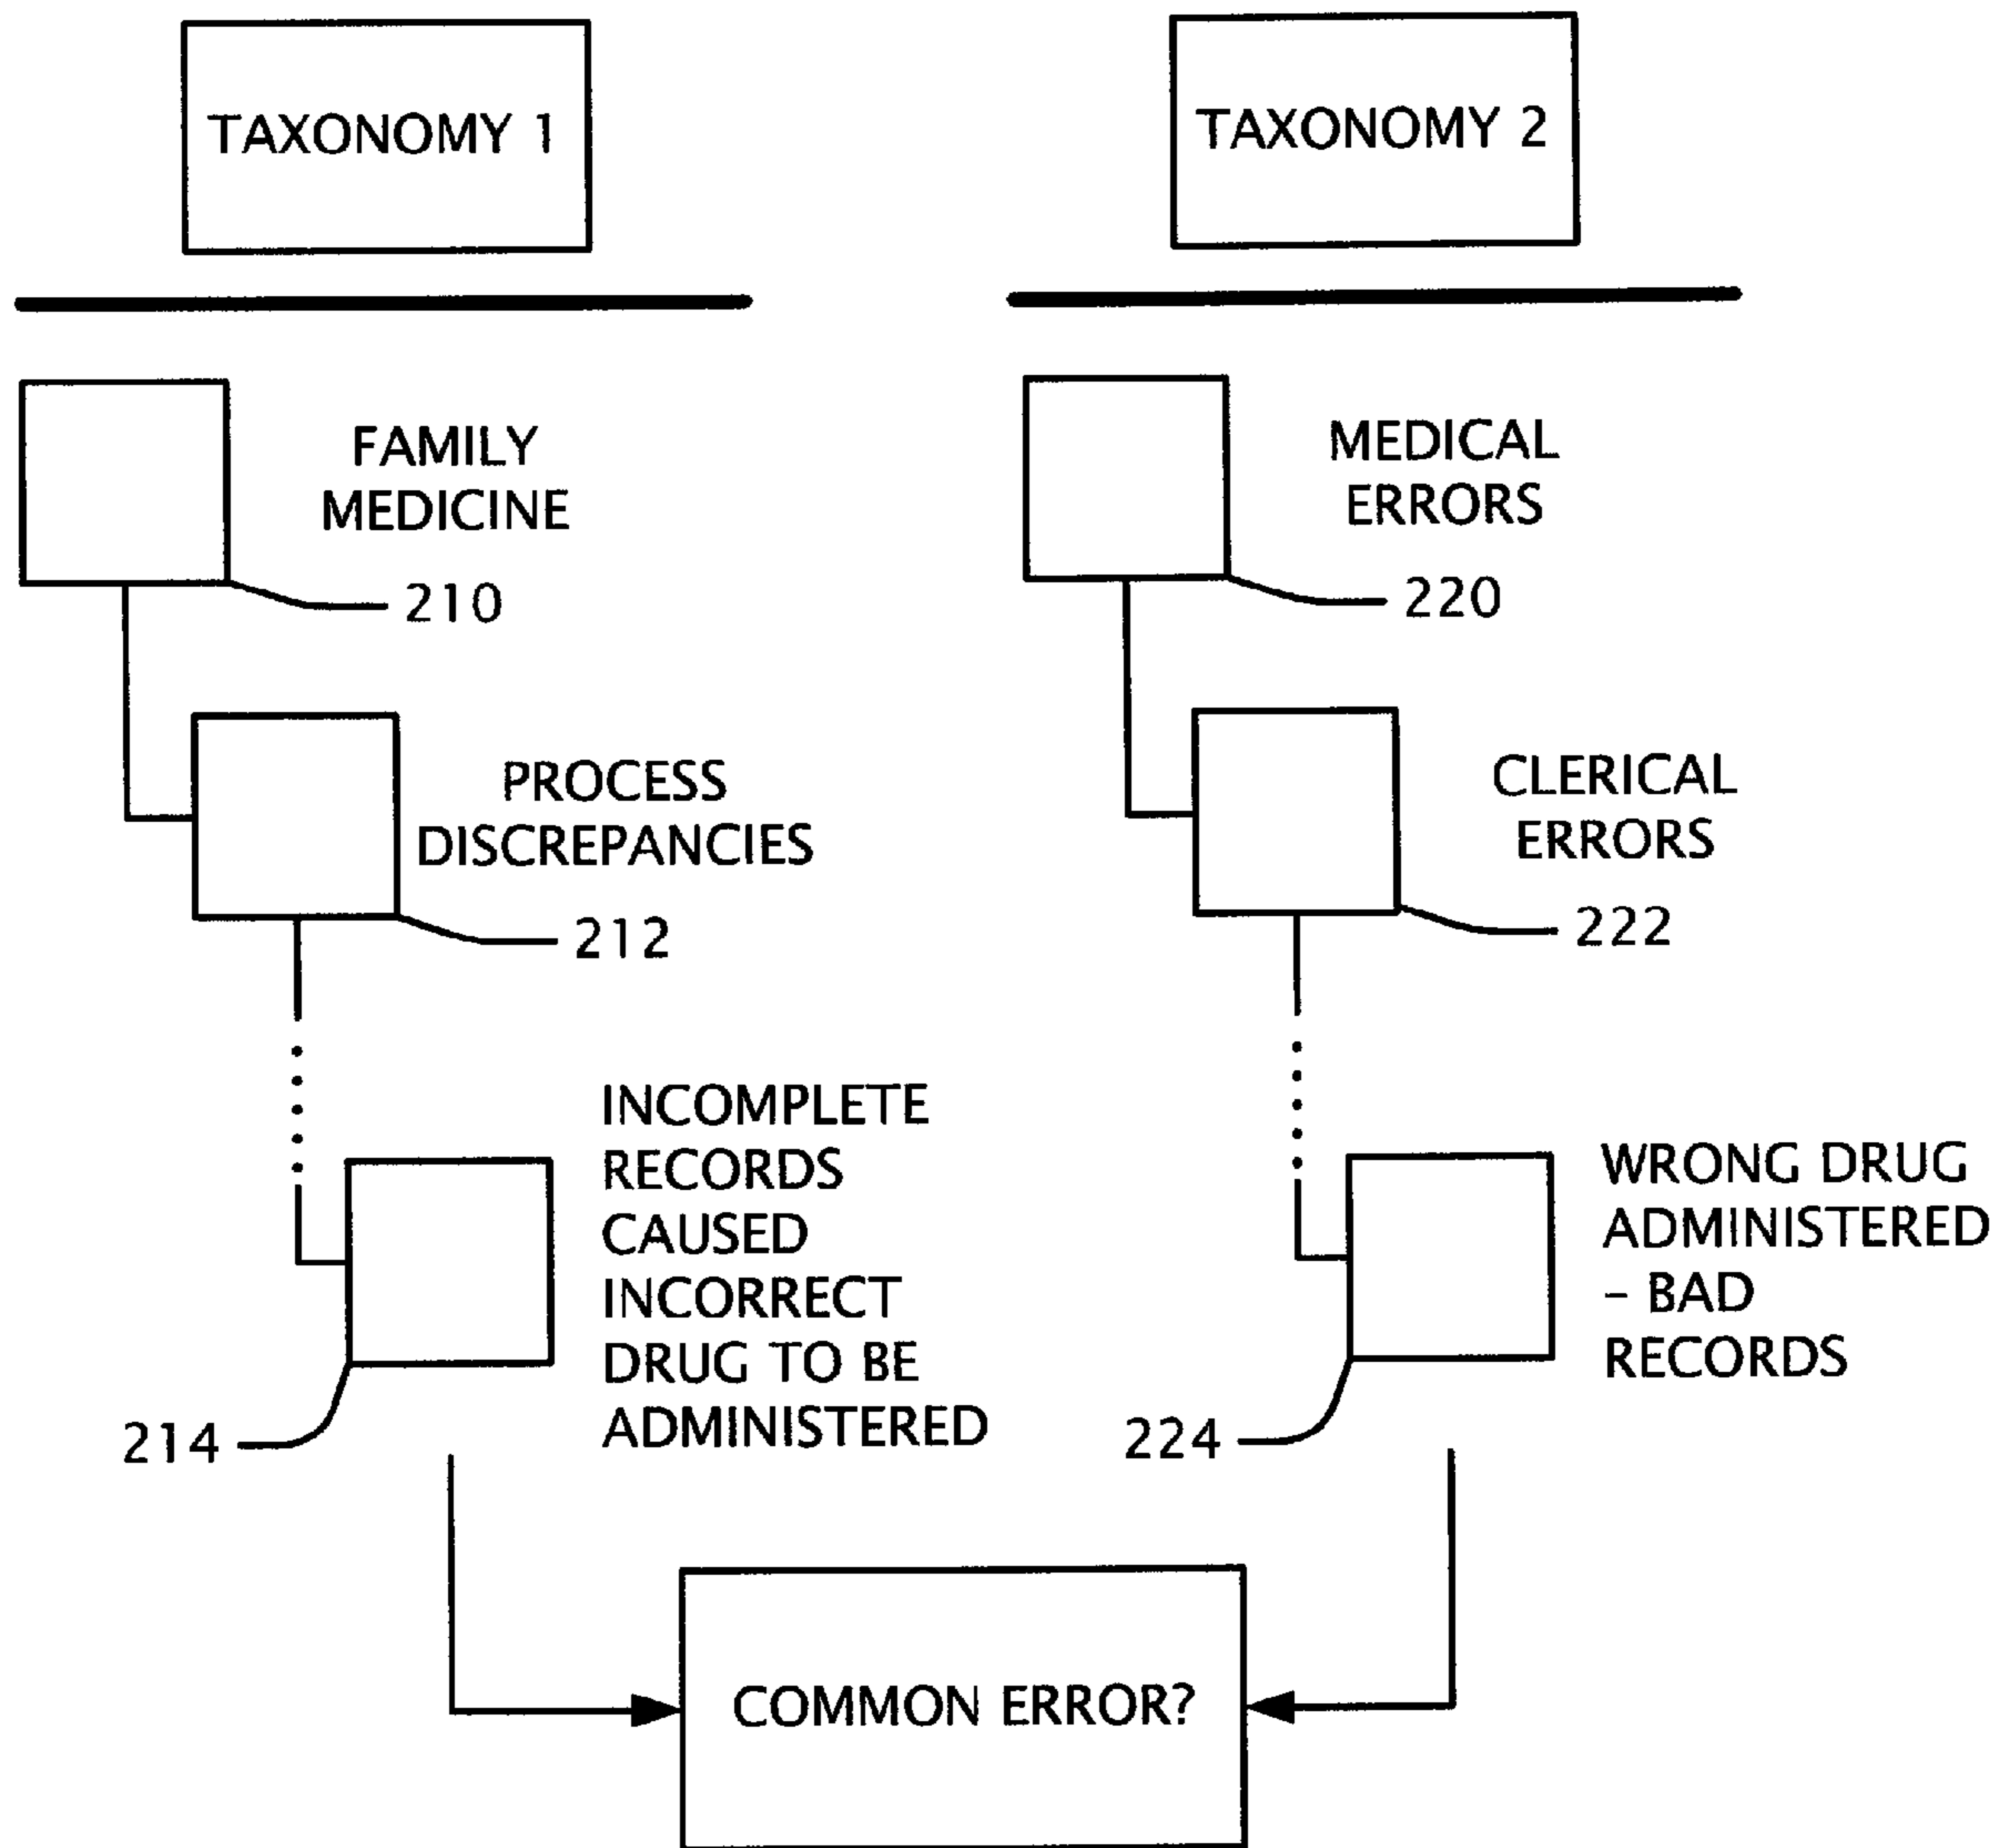 TAXONOMY 1
TAXONOMY 2
FAMILY
MEDICINE
210
MEDICAL
ERRORS
220
PROCESS
DISCREPANCIES
212
CLERICAL
ERRORS
222
INCOMPLETE
RECORDS
CAUSED
INCORRECT
DRUG TO BE
ADMINISTERED
214
WRONG DRUG
ADMINISTERED
– BAD
RECORDS
224
COMMON ERROR?